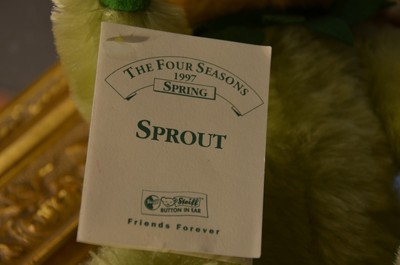 THE FOUR SEASONS
1997
SPRING
SPROUT
Steiff
BUTTON IN EAR
Friends Forever